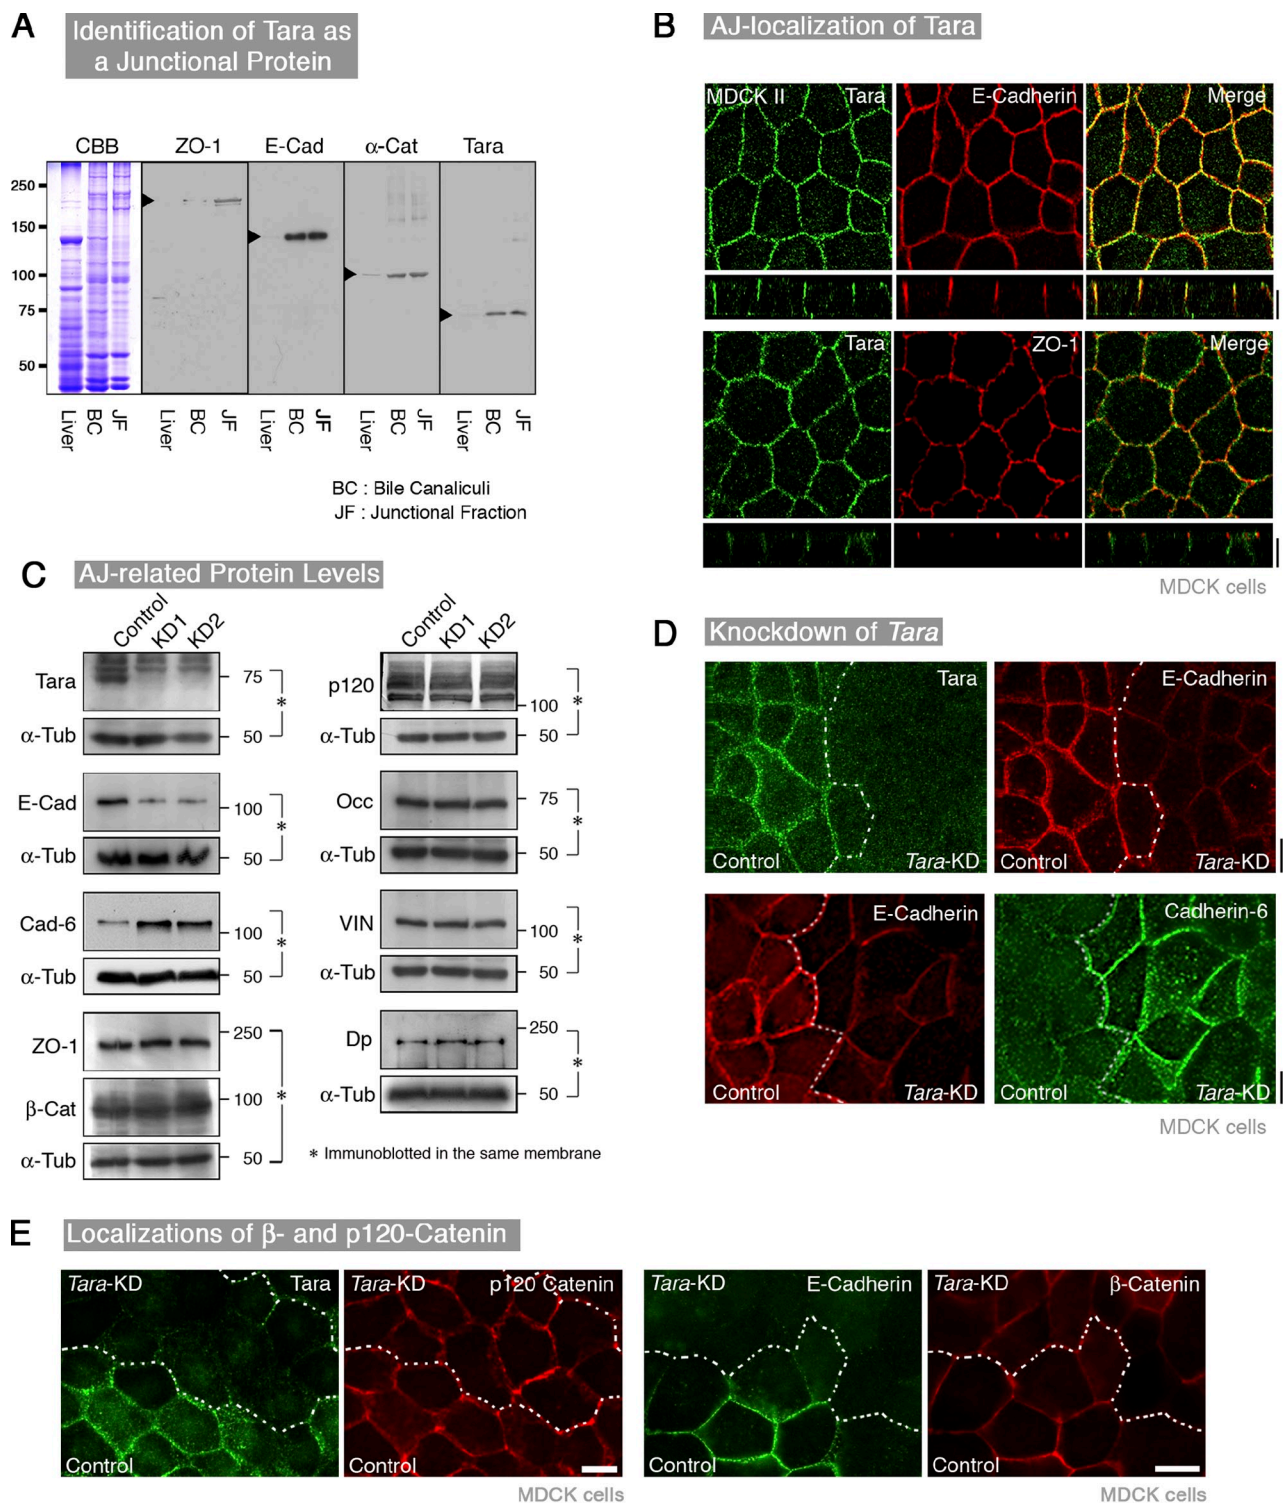 A
Identification of Tara as
a Junctional Protein
CBB ZO-1 E-Cad α-Cat Tara
250
150
100
75
50
Liver BC JF Liver BC JF Liver BC JF Liver BC JF Liver BC JF
BC : Bile Canaliculi
JF : Junctional Fraction
B
AJ-localization of Tara
MDCK II Tara E-Cadherin Merge
Tara ZO-1 Merge
MDCK cells
C
AJ-related Protein Levels
Control KD1 KD2
Tara 75
*
α-Tub 50
E-Cad 100
*
α-Tub 50
Cad-6 100
*
α-Tub 50
ZO-1 250
β-Cat 100 *
α-Tub 50
Control KD1 KD2
p120 100
*
α-Tub 50
Occ 75
*
α-Tub 50
VIN 100
*
α-Tub 50
Dp 250
*
α-Tub 50
* Immunoblotted in the same membrane
D
Knockdown of Tara
Tara E-Cadherin
Control Tara-KD Control Tara-KD
E-Cadherin Cadherin-6
Control Tara-KD Control Tara-KD
MDCK cells
E
Localizations of β- and p120-Catenin
Tara-KD Tara Tara-KD p120 Catenin Tara-KD E-Cadherin Tara-KD β-Catenin
Control Control Control Control
MDCK cells MDCK cells